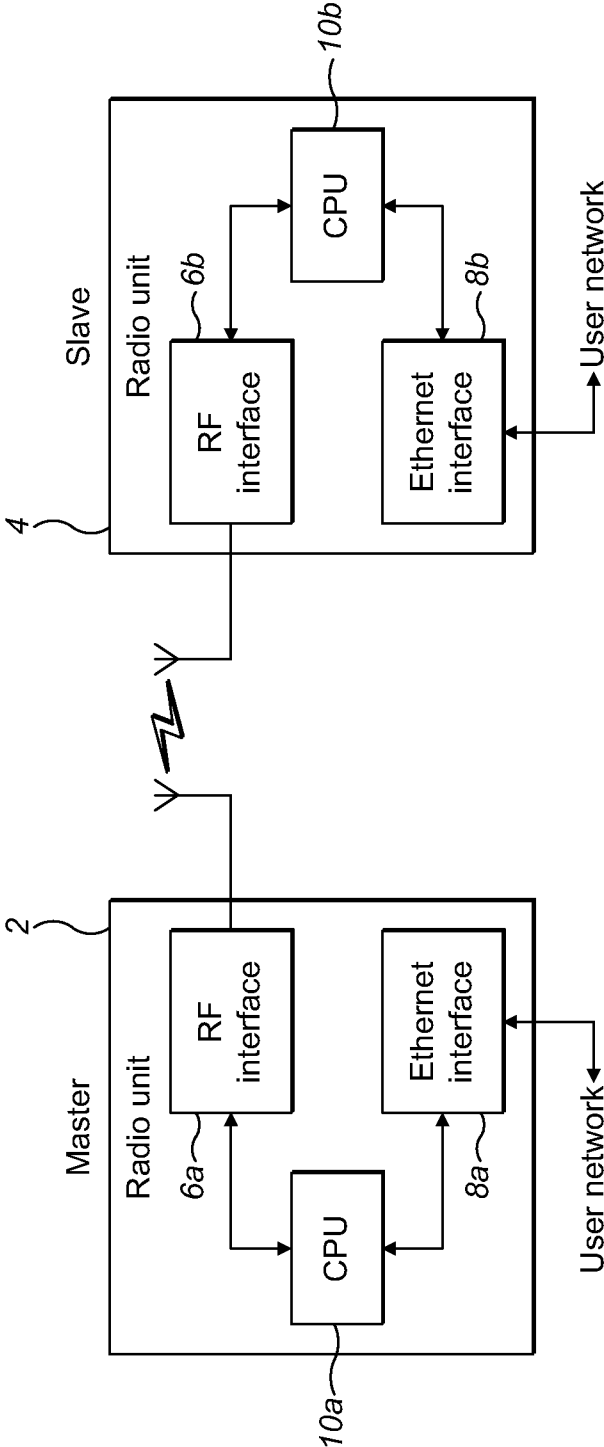 Master
Radio unit
2
RF
interface
6a
CPU
10a
Ethernet
interface
8a
User network
Slave
Radio unit
4
RF
interface
6b
CPU
10b
Ethernet
interface
8b
User network